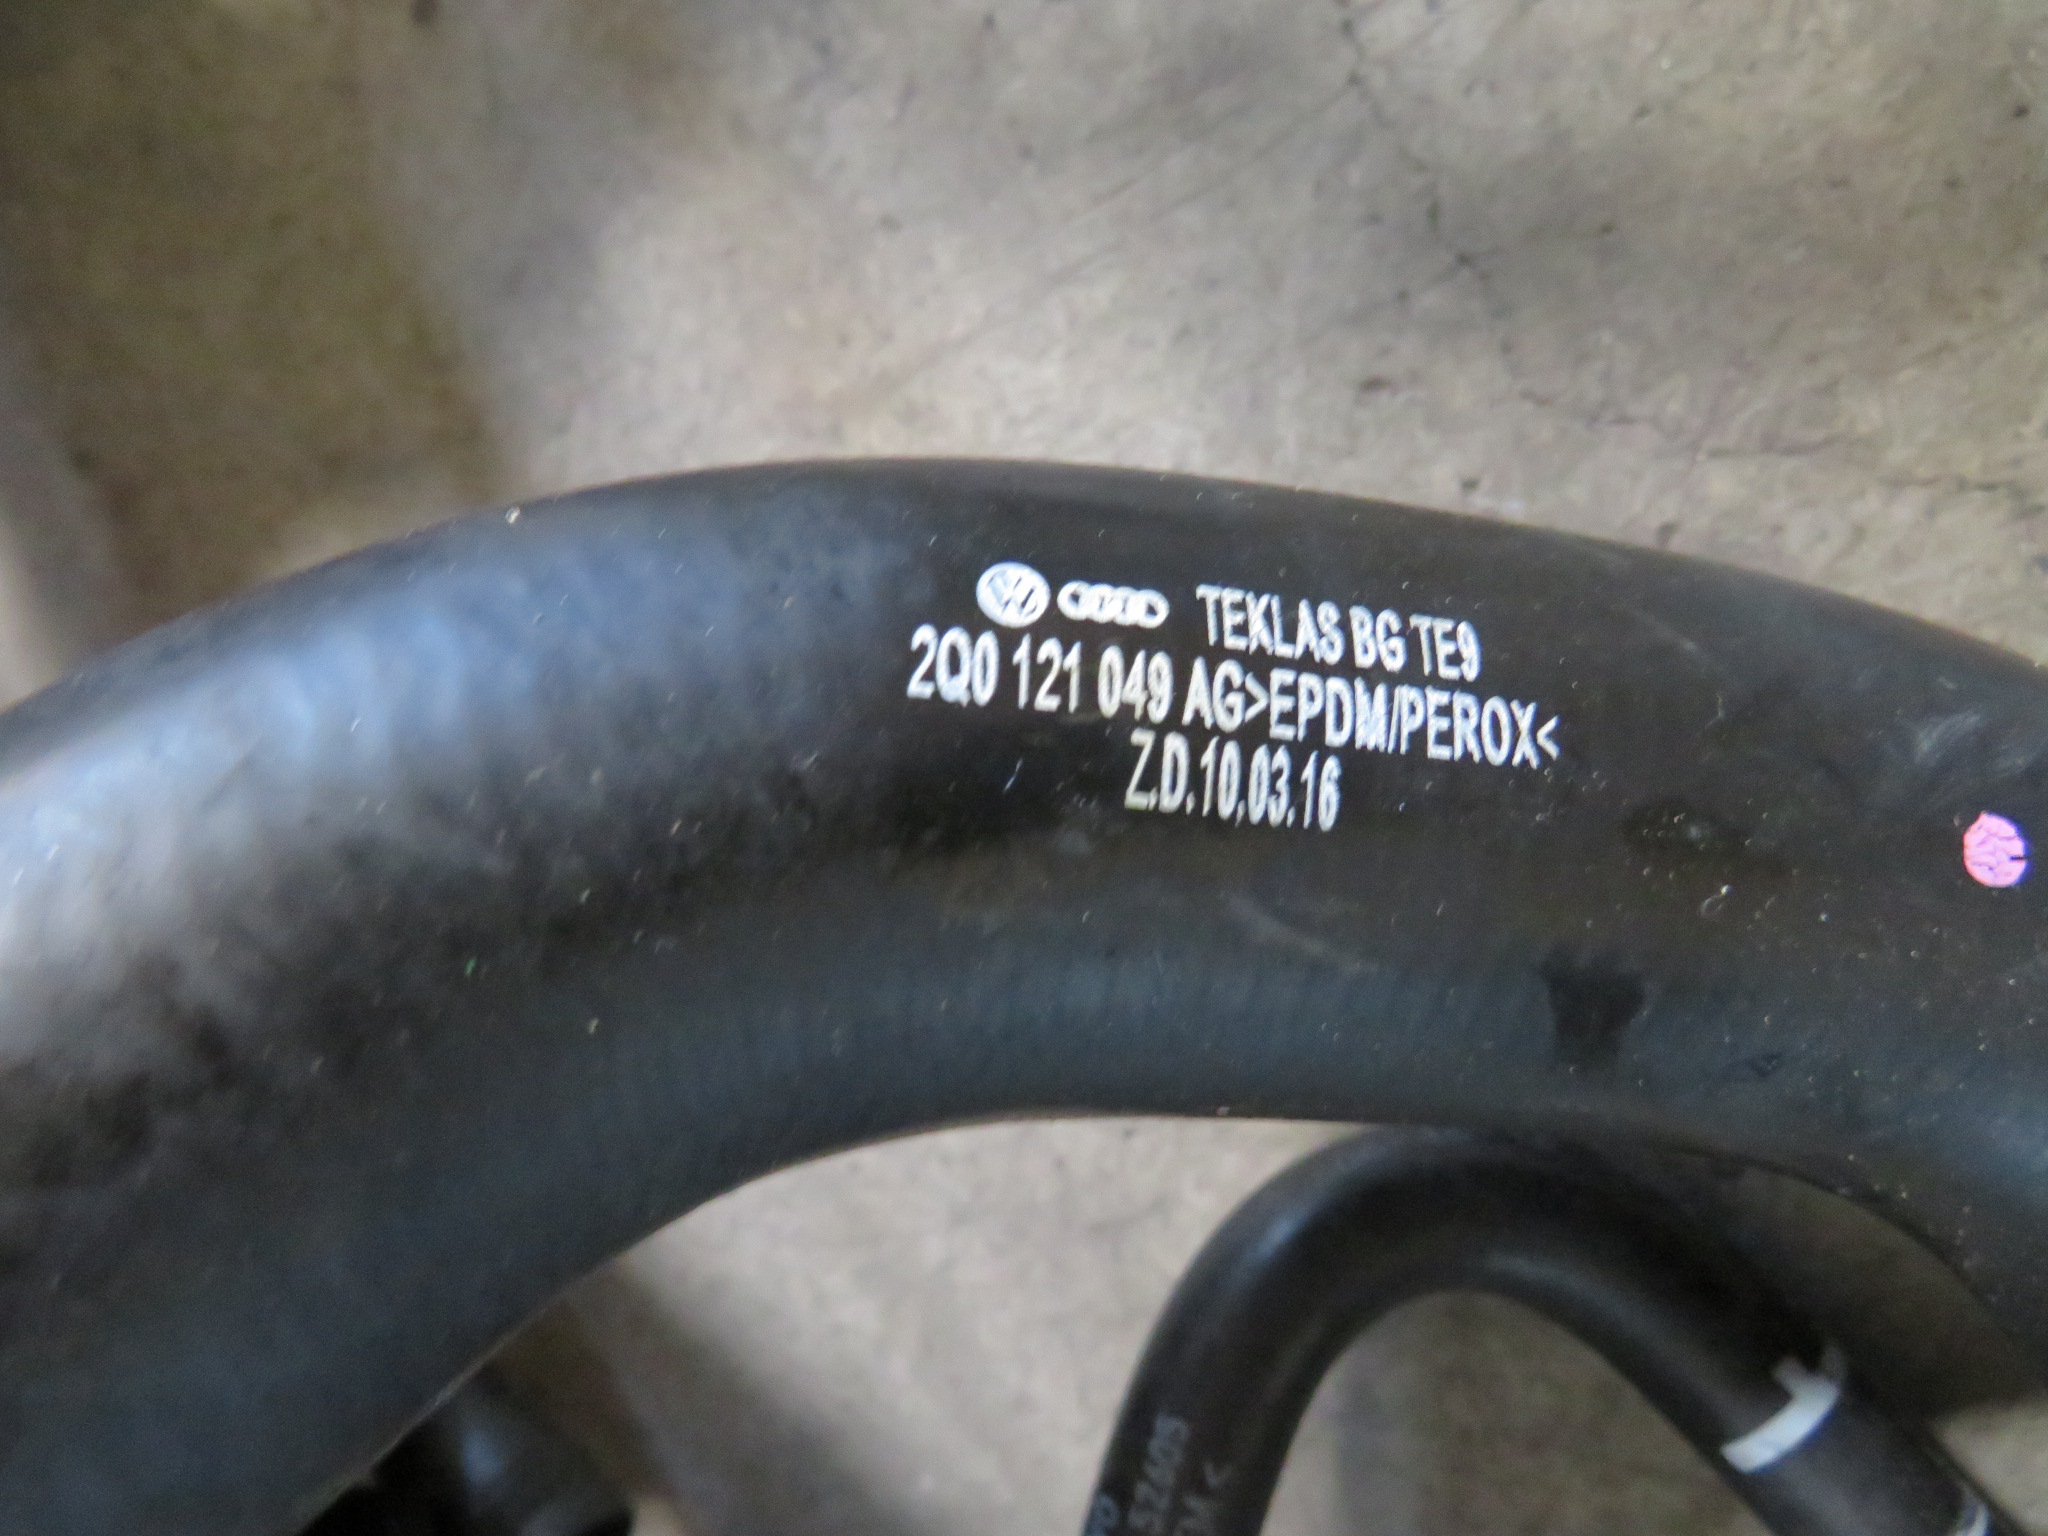 TEKLAS BG TE9
2Q0 121 049 AG>EPDM/PEROX<
Z.D.10.03.16